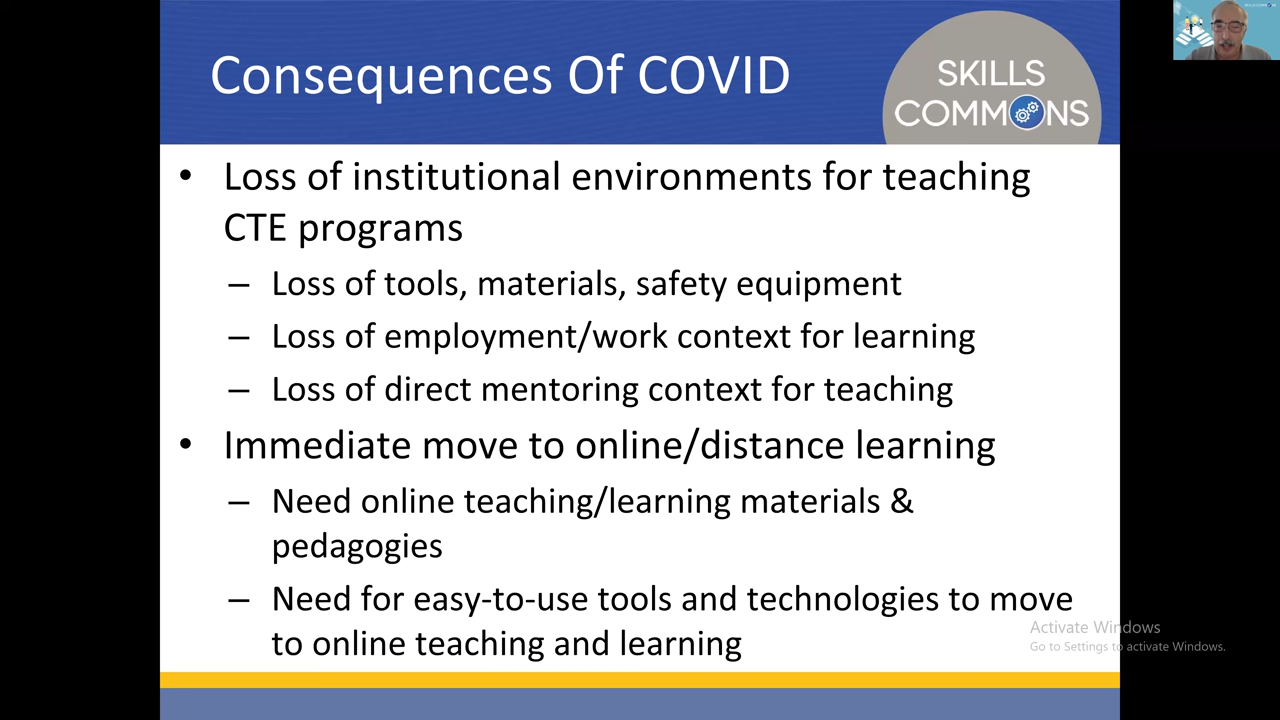 Consequences Of COVID
SKILLS
COMMONS
• Loss of institutional environments for teaching
CTE programs
– Loss of tools, materials, safety equipment
– Loss of employment/work context for learning
– Loss of direct mentoring context for teaching
• Immediate move to online/distance learning
– Need online teaching/learning materials &
pedagogies
– Need for easy-to-use tools and technologies to move
to online teaching and learning
Activate Windows
Go to Settings to activate Windows.